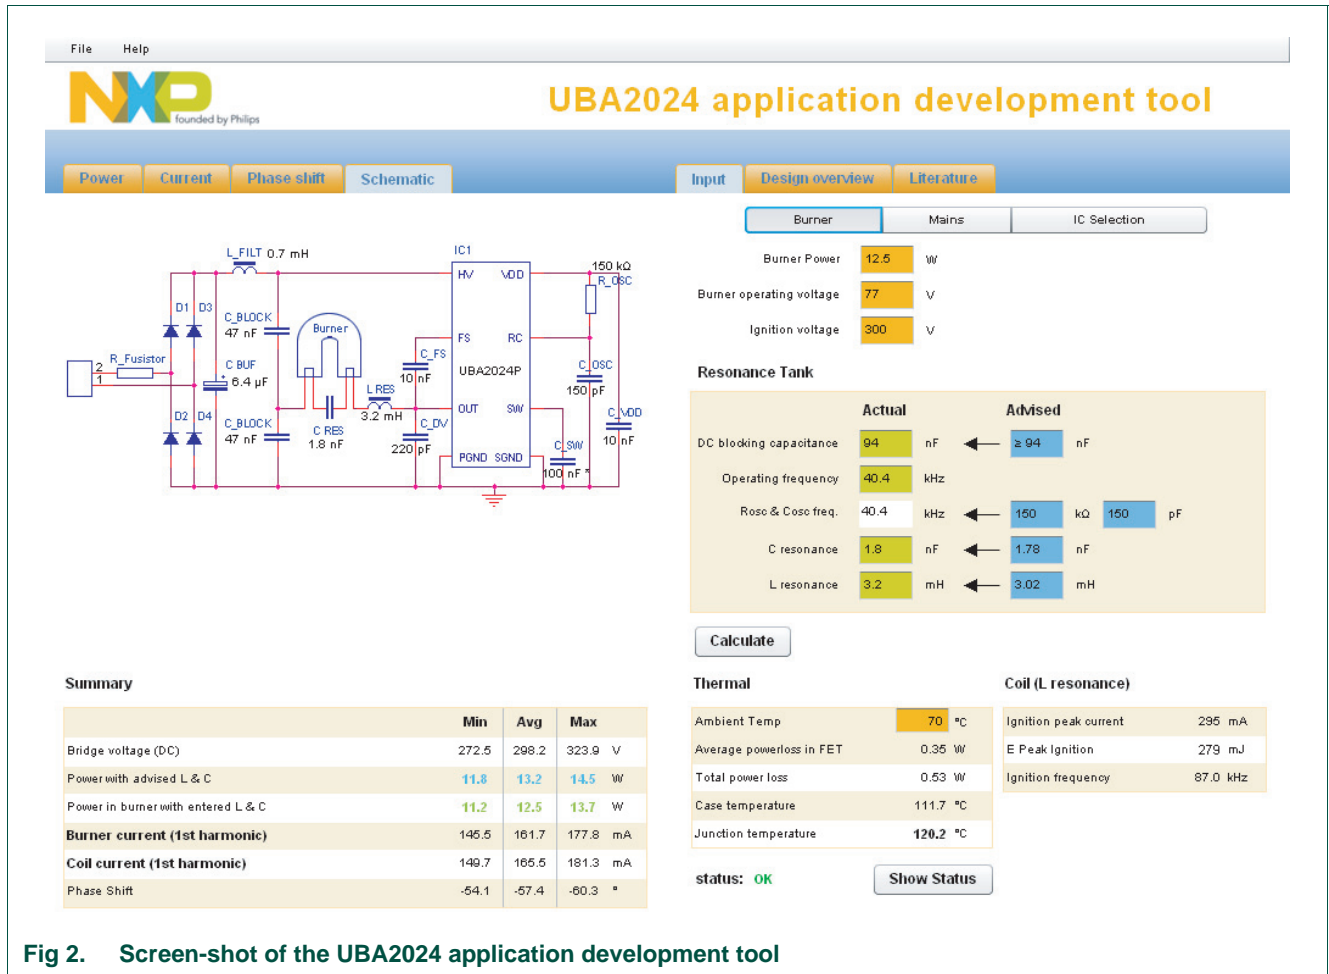 File Help
NXP
founded by Philips
UBA2024 application development tool
Power Current Phase shift Schematic
Input Design overview Literature
Burner Mains IC Selection
Burner Power 12.5 W
Burner operating voltage 77 V
Ignition voltage 300 V
L_FILT 0.7 mH
IC1
150 kΩ
R_OSC
HV VDD
D1 D3
C_BLOCK
47 nF
Burner
FS RC
C_FS
10 nF
UBA2024P
C_OSC
150 pF
R_Fusistor
2
1
C BUF
+
6.4 µF
L RES
3.2 mH
OUT SW
C_VDD
10 nF
D2 D4
C_BLOCK
47 nF
C RES
1.8 nF
C_DV
220 pF
C_SW
100 nF *
PGND SGND
Resonance Tank
Actual Advised
DC blocking capacitance 94 nF ≥ 94 nF
Operating frequency 40.4 kHz
Rosc & Cosc freq. 40.4 kHz 150 kΩ 150 pF
C resonance 1.8 nF 1.78 nF
L resonance 3.2 mH 3.02 mH
Calculate
Summary
Min Avg Max
Bridge voltage (DC) 272.5 298.2 323.9 V
Power with advised L & C 11.8 13.2 14.5 W
Power in burner with entered L & C 11.2 12.5 13.7 W
Burner current (1st harmonic) 145.5 161.7 177.8 mA
Coil current (1st harmonic) 149.7 165.5 181.3 mA
Phase Shift -54.1 -57.4 -60.3 °
Thermal
Ambient Temp 70 °C
Average powerloss in FET 0.35 W
Total power loss 0.53 W
Case temperature 111.7 °C
Junction temperature 120.2 °C
status: OK Show Status
Coil (L resonance)
Ignition peak current 295 mA
E Peak Ignition 279 mJ
Ignition frequency 87.0 kHz
Fig 2. Screen-shot of the UBA2024 application development tool